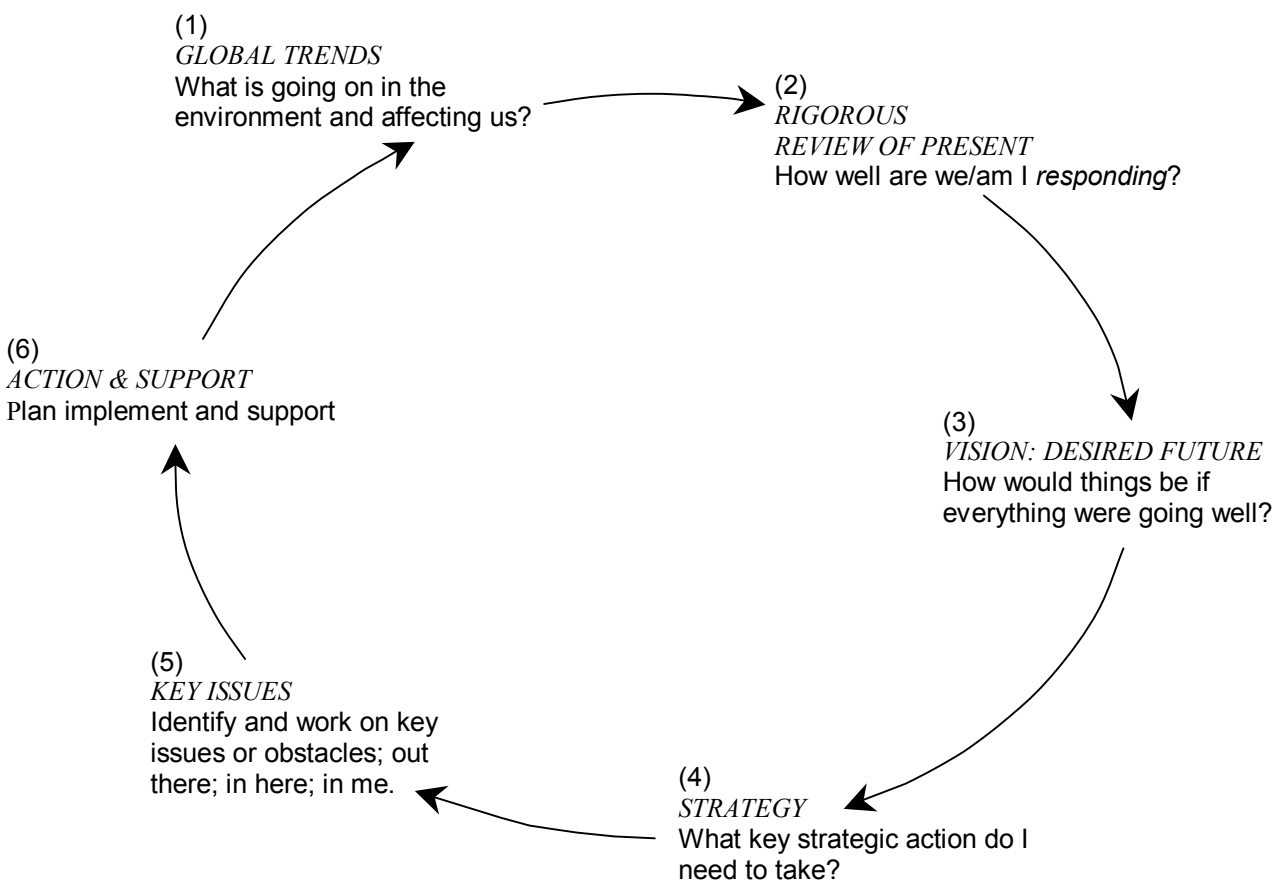 (1)
GLOBAL TRENDS
What is going on in the
environment and affecting us?
(2)
RIGOROUS
REVIEW OF PRESENT
How well are we/am I responding?
(3)
VISION: DESIRED FUTURE
How would things be if
everything were going well?
(4)
STRATEGY
What key strategic action do I
need to take?
(5)
KEY ISSUES
Identify and work on key
issues or obstacles; out
there; in here; in me.
(6)
ACTION & SUPPORT
Plan implement and support